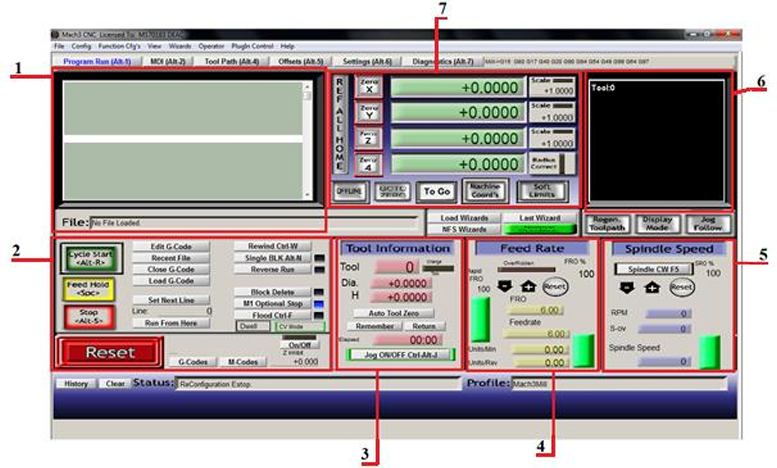 7
Mach3 CNC Licensed To:
File Config Function Cfg's View Wizards Operator PlugIn Control Help
Program Run (Alt-1) MDI (Alt-2) Tool Path (Alt-4) Offsets (Alt-5) Settings (Alt-6) Diagnostics (Alt-7)
1
REF ALL HOME
Zero X +0.0000 Scale +1.0000
Zero Y +0.0000 Scale +1.0000
Zero Z +0.0000 Scale +1.0000
Zero 4 +0.0000 Radius Correct
OFFLINE GOTO ZERO To Go Machine Coord's Soft Limits
Tool:0
6
File: No File Loaded.
Load Wizards Last Wizard
NFS Wizards
Regen. Toolpath Display Mode Jog Follow
2
Cycle Start <Alt-R>
Feed Hold <Spc>
Stop <Alt-S>
Edit G-Code
Recent File
Close G-Code
Load G-Code
Set Next Line
Line: 0
Run From Here
Rewind Ctrl-W
Single BLK Alt-N
Reverse Run
Block Delete
M1 Optional Stop
Flood Ctrl-F
Dwell CV Mode
Reset
G-Codes M-Codes
On/Off
Z Inhibit
+0.000
Tool Information
Tool 0 Change Tool
Dia. +0.0000
H +0.0000
Auto Tool Zero
Remember Return
Elapsed 00:00
Jog ON/OFF Ctrl-Alt-J
Feed Rate
OverRidden FRO %
100
Rapid FRO
100
Reset
FRO
6.00
Feedrate
6.00
Units/Min 0.00
Units/Rev 0.00
Spindle Speed
Spindle CW F5 SRO %
100
Reset
RPM 0
S-ov 0
Spindle Speed
0
5
History Clear Status: ReConfiguration Estop. Profile: Mach3Mill
3
4